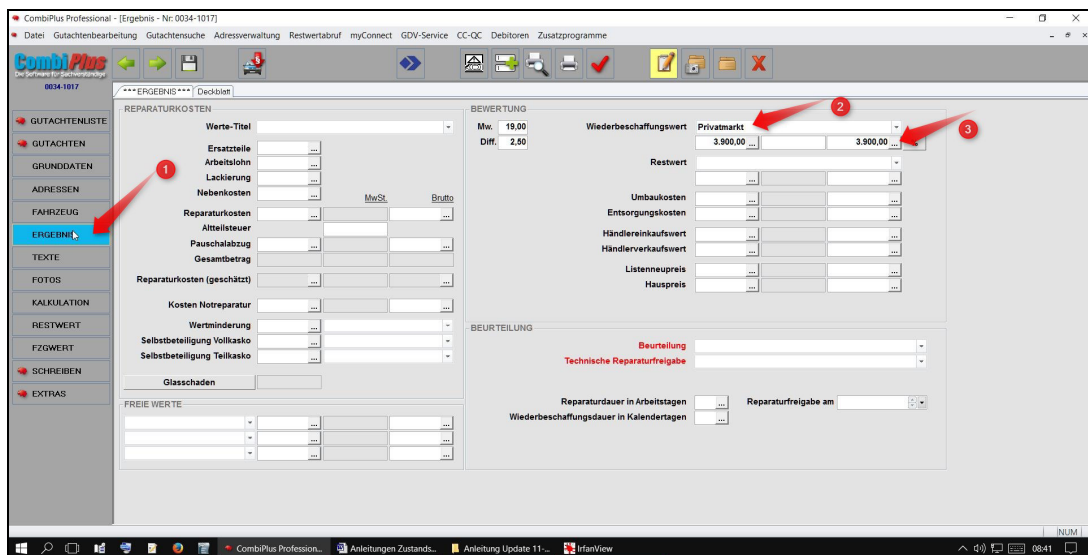 CombiPlus Professional - [Ergebnis - Nr: 0034-1017]
Datei Gutachtenbearbeitung Gutachtensuche Adressverwaltung Restwertabruf myConnect GDV-Service CC-QC Debitoren Zusatzprogramme
CombiPlus
Die Software für Sachverständige
0034-1017
***ERGEBNIS*** Deckblatt
GUTACHTENLISTE
GUTACHTEN
GRUNDDATEN
ADRESSEN
FAHRZEUG
ERGEBNIS
TEXTE
FOTOS
KALKULATION
RESTWERT
FZGWERT
SCHREIBEN
EXTRAS
1
REPARATURKOSTEN
Werte-Titel
Ersatzteile ...
Arbeitslohn ...
Lackierung ...
Nebenkosten ... MwSt. Brutto
Reparaturkosten ... ...
Altteilsteuer
Pauschalabzug ... ...
Gesamtbetrag
Reparaturkosten (geschätzt) ... ...
Kosten Notreparatur ... ...
Wertminderung ...
Selbstbeteiligung Vollkasko ...
Selbstbeteiligung Teilkasko ...
Glasschaden
FREIE WERTE
... ...
... ...
... ...
BEWERTUNG
2
Mw. 19,00 Wiederbeschaffungswert Privatmarkt
3
Diff. 2,50 3.900,00 ... 3.900,00 ...
Restwert
... ...
Umbaukosten ... ...
Entsorgungskosten ... ...
Händlereinkaufswert ... ...
Händlerverkaufswert ... ...
Listenneupreis ... ...
Hauspreis ... ...
BEURTEILUNG
Beurteilung
Technische Reparaturfreigabe
Reparaturdauer in Arbeitstagen ... Reparaturfreigabe am
Wiederbeschaffungsdauer in Kalendertagen ...
NUM
CombiPlus Profession... Anleitungen Zustands... Anleitung Update 11-... IrfanView 08:41